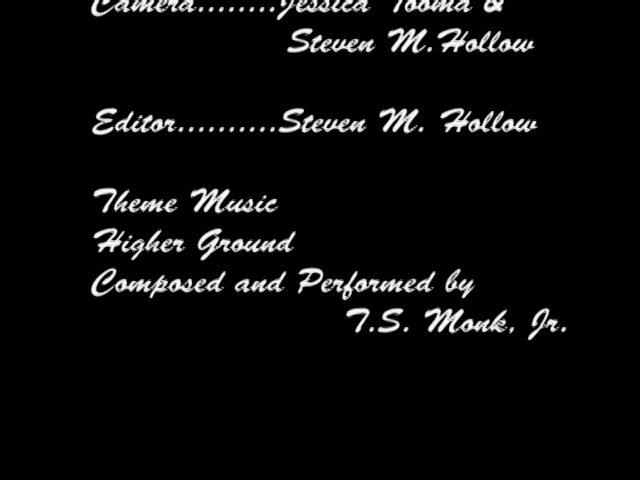 Camera........Jessica Tooma &
Steven M.Hollow
Editor..........Steven M. Hollow
Theme Music
Higher Ground
Composed and Performed by
T.S. Monk, Jr.